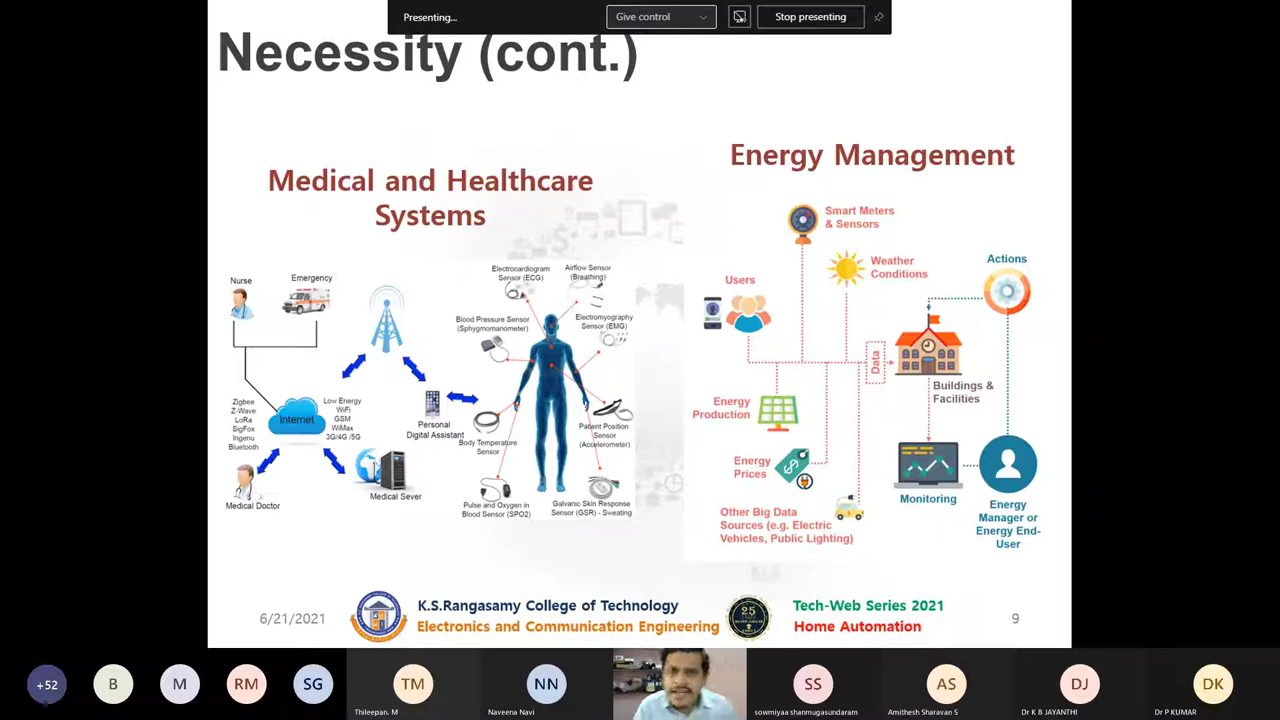 Presenting...
Give control
Stop presenting
Necessity (cont.)
Medical and Healthcare
Systems
Nurse
Emergency
Zigbee
Z-Wave
LoRa
SigFox
Ingenu
Bluetooth
Internet
Low Energy
WiFi
GSM
WiMax
3G/4G /5G
Medical Doctor
Medical Sever
Personal
Digital Assistant
Electrocardiogram
Sensor (ECG)
Airflow Sensor
(Breathing)
Blood Pressure Sensor
(Sphygmomanometer)
Electromyography
Sensor (EMG)
Body Temperature
Sensor
Patient Position
Sensor
(Accelerometer)
Pulse and Oxygen in
Blood Sensor (SPO2)
Galvanic Skin Response
Sensor (GSR) - Sweating
Energy Management
Smart Meters
& Sensors
Weather
Conditions
Users
Actions
Data
Buildings &
Facilities
Energy
Production
Energy
Prices
Monitoring
Other Big Data
Sources (e.g. Electric
Vehicles, Public Lighting)
Energy
Manager or
Energy End-
User
6/21/2021
K.S.Rangasamy College of Technology
Electronics and Communication Engineering
25
Tech-Web Series 2021
Home Automation
9
+52
B
M
RM
SG
TM
Thileepan. M
NN
Naveena Navi
SS
sowmiyaa shanmugasundaram
AS
Amithesh Sharavan S
DJ
Dr K B JAYANTHI
DK
Dr P KUMAR